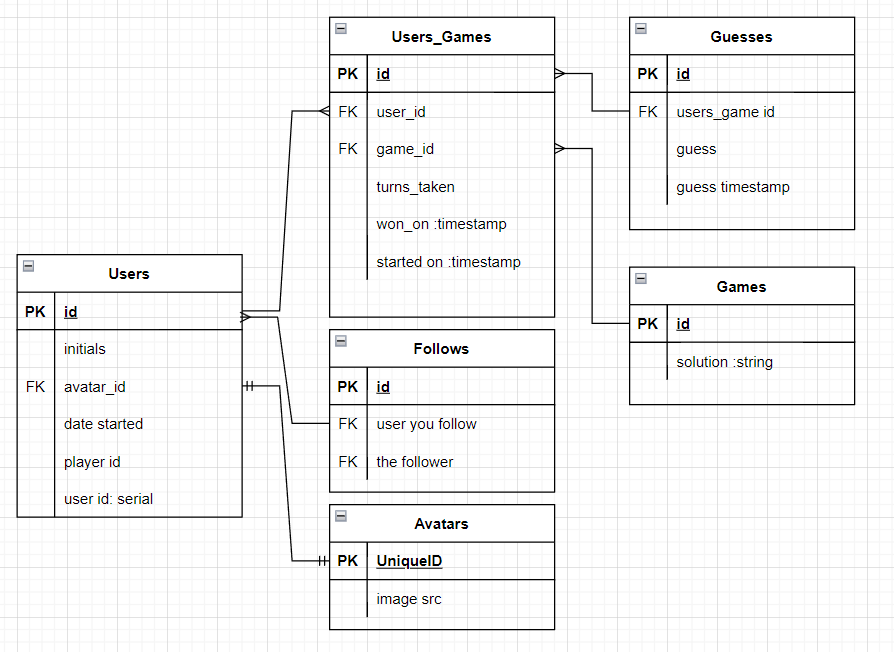 Users_Games
PK id
FK user_id
FK game_id
turns_taken
won_on :timestamp
started on :timestamp
Guesses
PK id
FK users_game id
guess
guess timestamp
Users
PK id
initials
FK avatar_id
date started
player id
user id: serial
Games
PK id
solution :string
Follows
PK id
FK user you follow
FK the follower
Avatars
PK UniqueID
image src